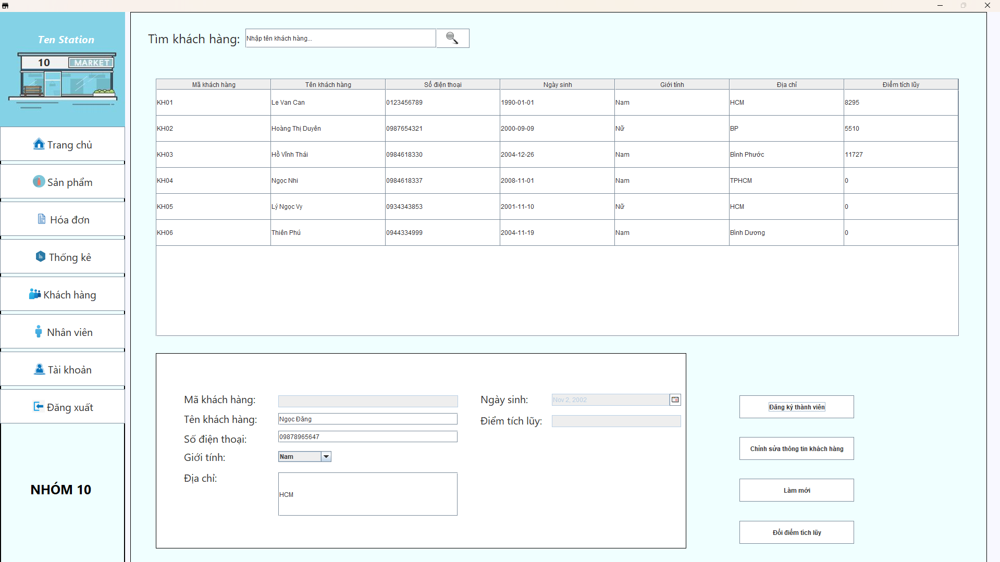 Ten Station
10 MARKET
Trang chủ
Sản phẩm
Hóa đơn
Thống kê
Khách hàng
Nhân viên
Tài khoản
Đăng xuất
NHÓM 10
Tìm khách hàng: Nhập tên khách hàng...
Mã khách hàng Tên khách hàng Số điện thoại Ngày sinh Giới tính Địa chỉ Điểm tích lũy
KH01 Le Van Can 0123456789 1990-01-01 Nam HCM 8295
KH02 Hoàng Thị Duyên 0987654321 2000-09-09 Nữ BP 5510
KH03 Hồ Vĩnh Thái 0984618330 2004-12-26 Nam Bình Phước 11727
KH04 Ngọc Nhi 0984618337 2008-11-01 Nam TPHCM 0
KH05 Lý Ngọc Vy 0934343853 2001-11-10 Nữ HCM 0
KH06 Thiên Phú 0944334999 2004-11-19 Nam Bình Dương 0
Mã khách hàng:
Tên khách hàng: Ngọc Đăng
Số điện thoại: 09878965647
Giới tính: Nam
Địa chỉ: HCM
Ngày sinh: Nov 2, 2002
Điểm tích lũy:
Đăng ký thành viên
Chỉnh sửa thông tin khách hàng
Làm mới
Đổi điểm tích lũy